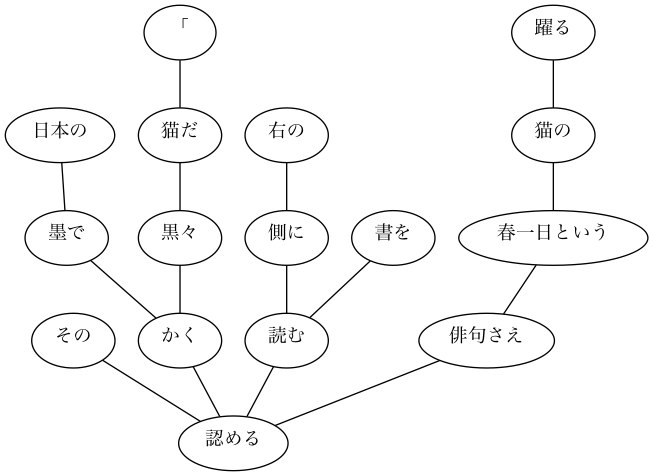 「
躍る
日本の
猫だ
右の
猫の
墨で
黒々
側に
書を
春一日という
その
かく
読む
俳句さえ
認める